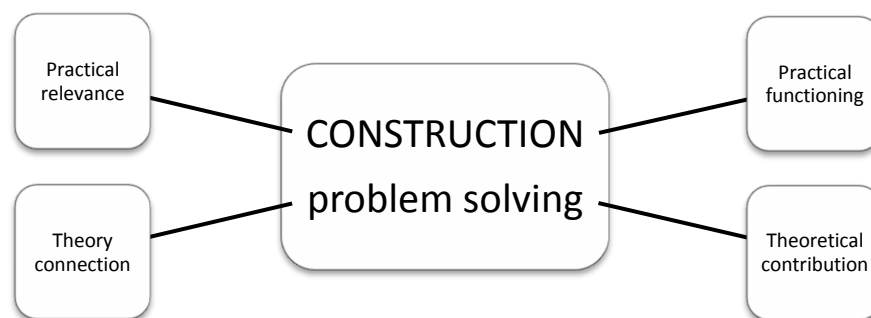 Practical
relevance
Theory
connection
CONSTRUCTION
problem solving
Practical
functioning
Theoretical
contribution